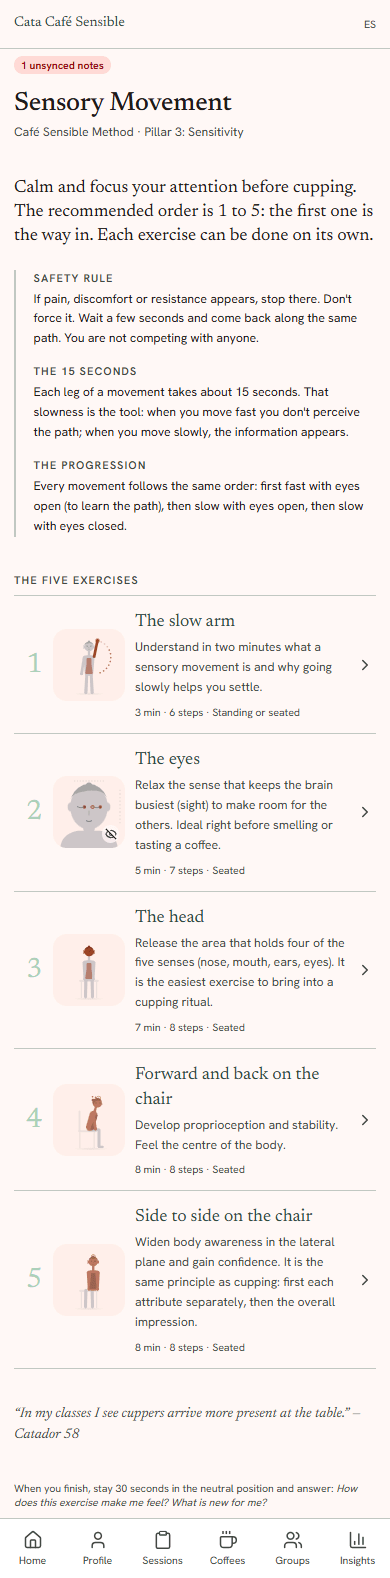 Cata Café Sensible
ES
1 unsynced notes
Sensory Movement
Café Sensible Method · Pillar 3: Sensitivity
Calm and focus your attention before cupping.
The recommended order is 1 to 5: the first one is
the way in. Each exercise can be done on its own.
SAFETY RULE
If pain, discomfort or resistance appears, stop there. Don't
force it. Wait a few seconds and come back along the same
path. You are not competing with anyone.
THE 15 SECONDS
Each leg of a movement takes about 15 seconds. That
slowness is the tool: when you move fast you don't perceive
the path; when you move slowly, the information appears.
THE PROGRESSION
Every movement follows the same order: first fast with eyes
open (to learn the path), then slow with eyes open, then slow
with eyes closed.
THE FIVE EXERCISES
1
The slow arm
Understand in two minutes what a
sensory movement is and why going
slowly helps you settle.
3 min · 6 steps · Standing or seated
2
The eyes
Relax the sense that keeps the brain
busiest (sight) to make room for the
others. Ideal right before smelling or
tasting a coffee.
5 min · 7 steps · Seated
3
The head
Release the area that holds four of the
five senses (nose, mouth, ears, eyes). It
is the easiest exercise to bring into a
cupping ritual.
7 min · 8 steps · Seated
4
Forward and back on the
chair
Develop proprioception and stability.
Feel the centre of the body.
8 min · 8 steps · Seated
5
Side to side on the chair
Widen body awareness in the lateral
plane and gain confidence. It is the
same principle as cupping: first each
attribute separately, then the overall
impression.
8 min · 8 steps · Seated
“In my classes I see cuppers arrive more present at the table.” –
Catador 58
When you finish, stay 30 seconds in the neutral position and answer: How
does this exercise make me feel? What is new for me?
Home
Profile
Sessions
Coffees
Groups
Insights